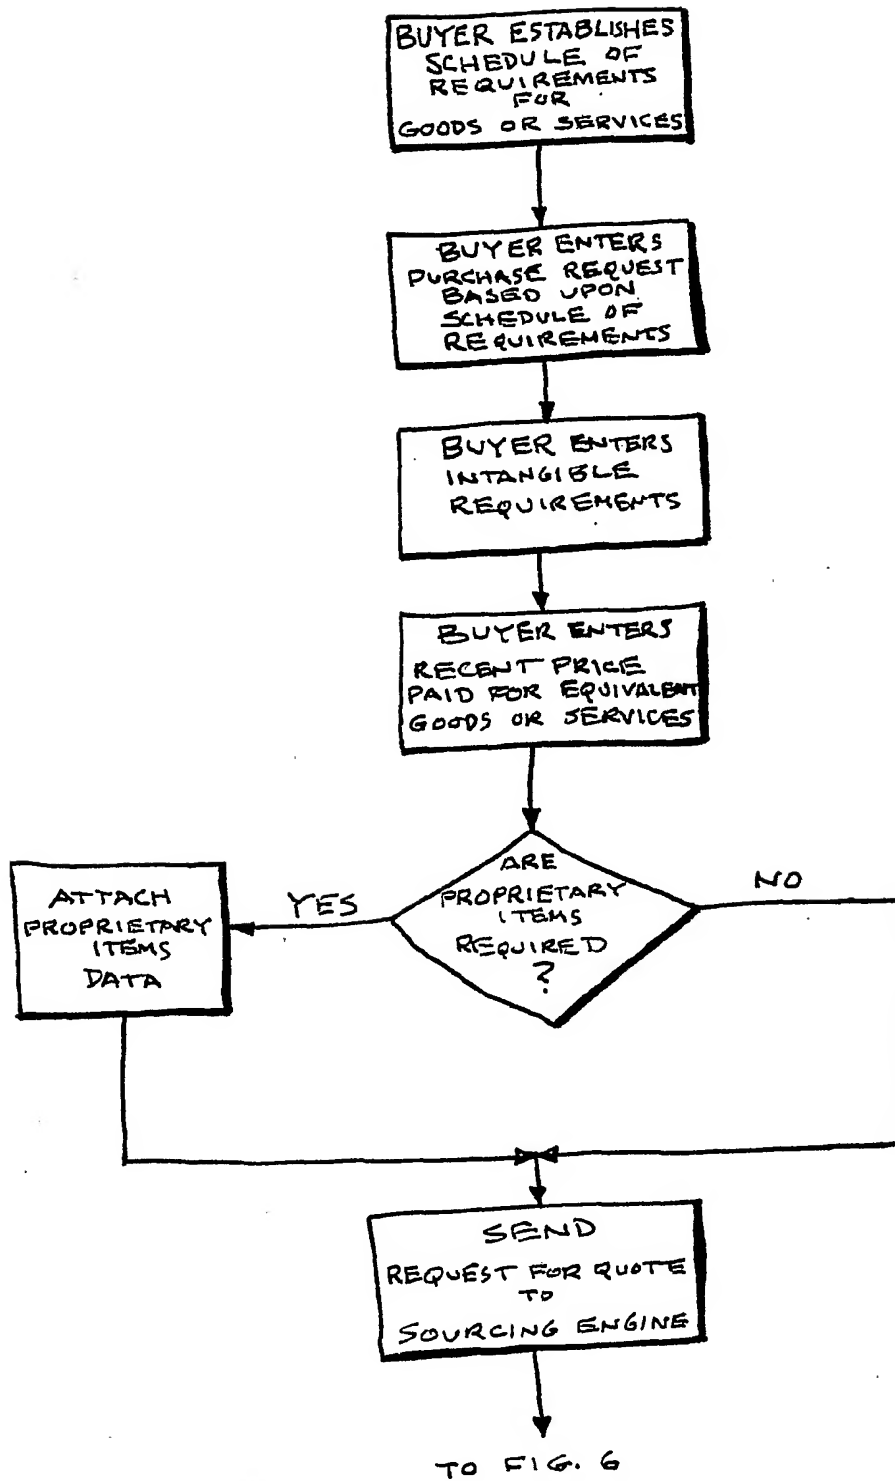 BUYER ESTABLISHES
SCHEDULE OF
REQUIREMENTS
FOR
GOODS OR SERVICES
BUYER ENTERS
PURCHASE REQUEST
BASED UPON
SCHEDULE OF
REQUIREMENTS
BUYER ENTERS
INTANGIBLE
REQUIREMENTS
BUYER ENTERS
RECENT PRICE
PAID FOR EQUIVALENT
GOODS OR SERVICES
ARE
PROPRIETARY
ITEMS
REQUIRED
?
YES
NO
ATTACH
PROPRIETARY
ITEMS
DATA
SEND
REQUEST FOR QUOTE
TO
SOURCING ENGINE
TO FIG. 6